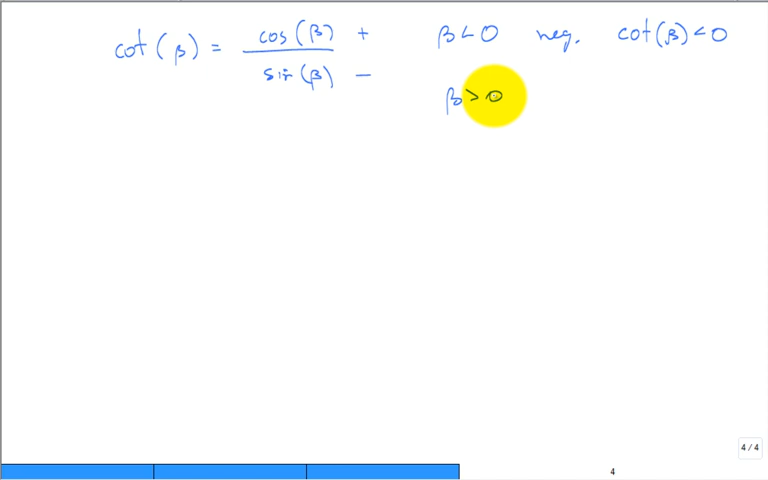 cot(β) = cos(β) + / sin(β) − β < 0 neg. cot(β) < 0
β > 0
4 / 4
4